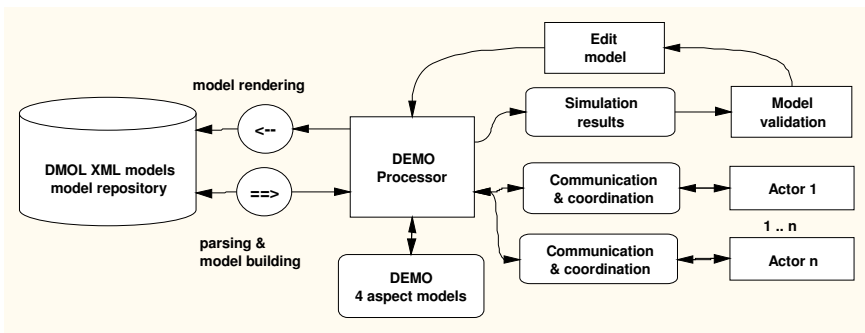 Edit
model
model rendering
<--
Simulation
results
Model
validation
DMOL XML models
model repository
DEMO
Processor
==>
Communication
& coordination
Actor 1
1 .. n
parsing &
model building
Communication
& coordination
Actor n
DEMO
4 aspect models